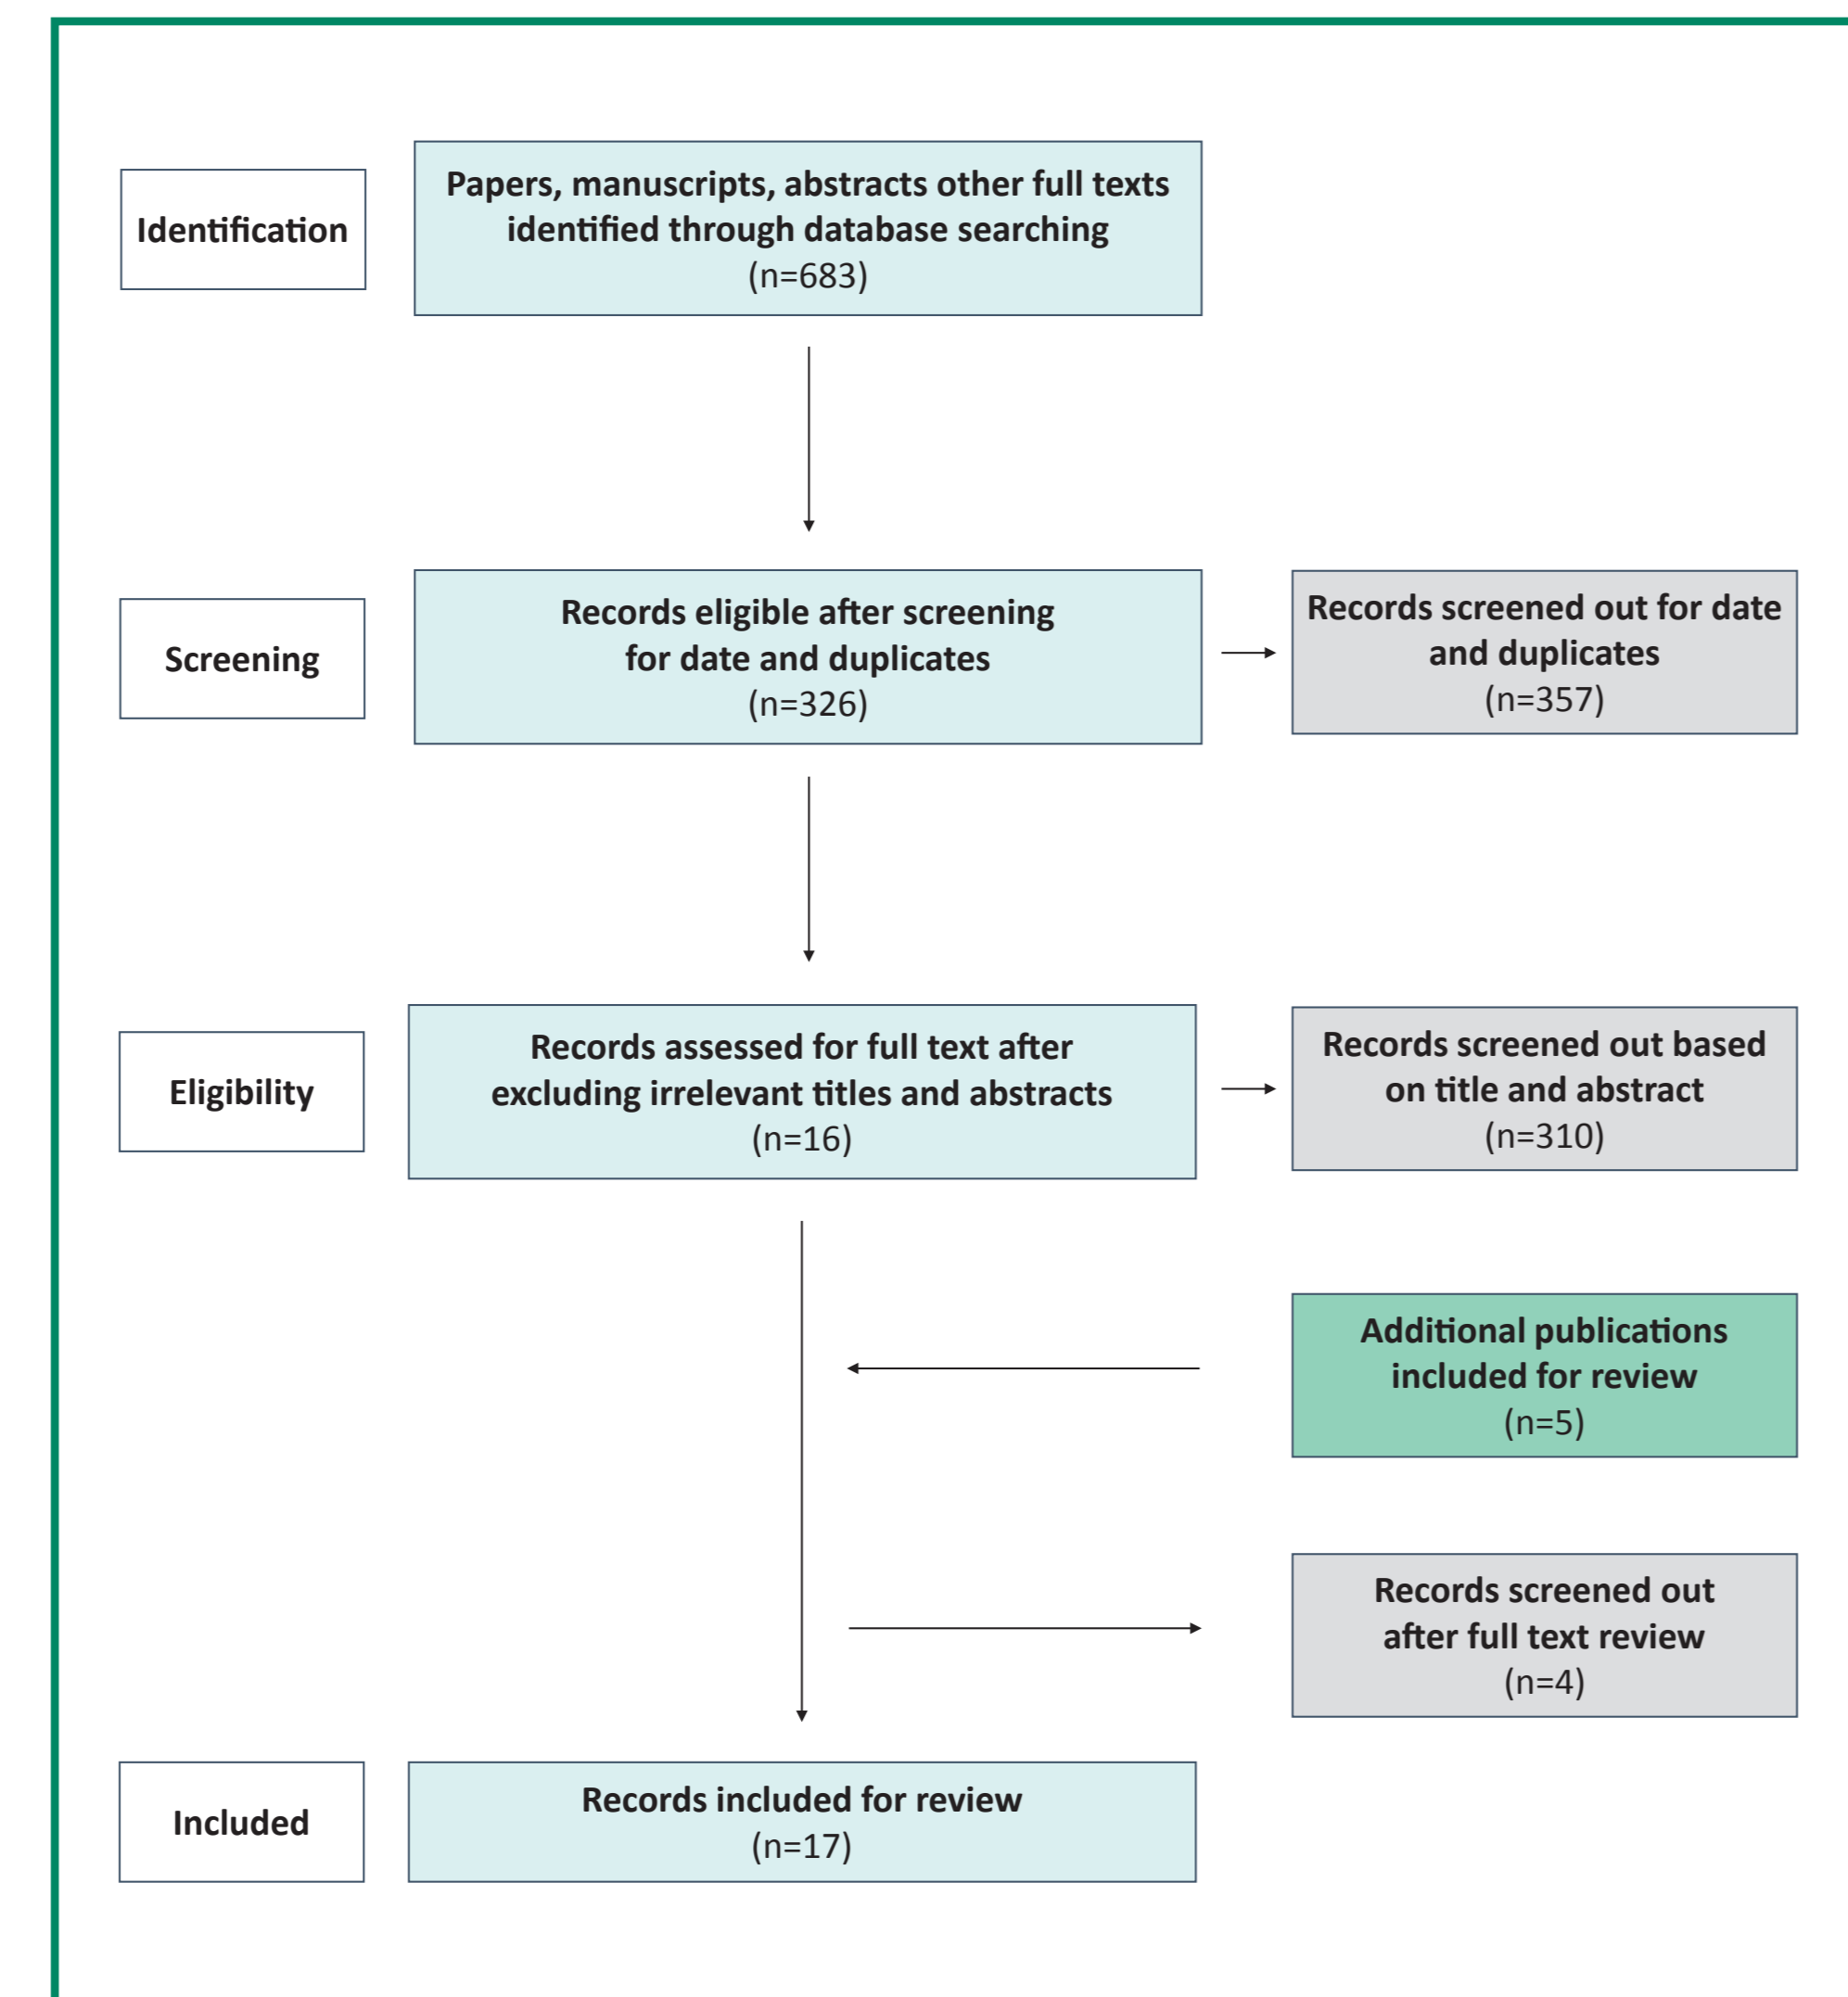 Identification
Papers, manuscripts, abstracts other full texts
identified through database searching
(n=683)
Screening
Records eligible after screening
for date and duplicates
(n=326)
Records screened out for date
and duplicates
(n=357)
Eligibility
Records assessed for full text after
excluding irrelevant titles and abstracts
(n=16)
Records screened out based
on title and abstract
(n=310)
Additional publications
included for review
(n=5)
Records screened out
after full text review
(n=4)
Included
Records included for review
(n=17)